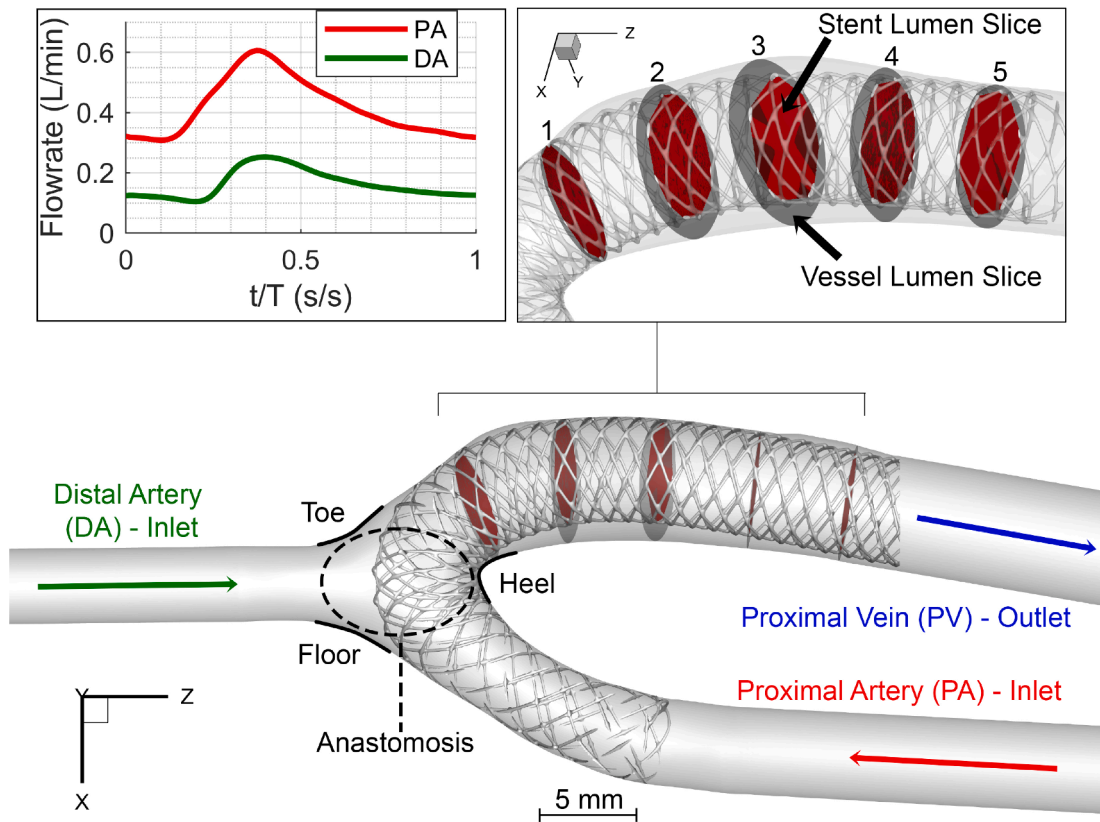 PA
DA
Flowrate (L/min)
0.6
0.4
0.2
0
0
0.5
1
t/T (s/s)
Z
X
Y
1
2
3
4
5
Stent Lumen Slice
Vessel Lumen Slice
Distal Artery
(DA) - Inlet
Toe
Heel
Floor
Anastomosis
Proximal Vein (PV) - Outlet
Proximal Artery (PA) - Inlet
Y
Z
X
5 mm